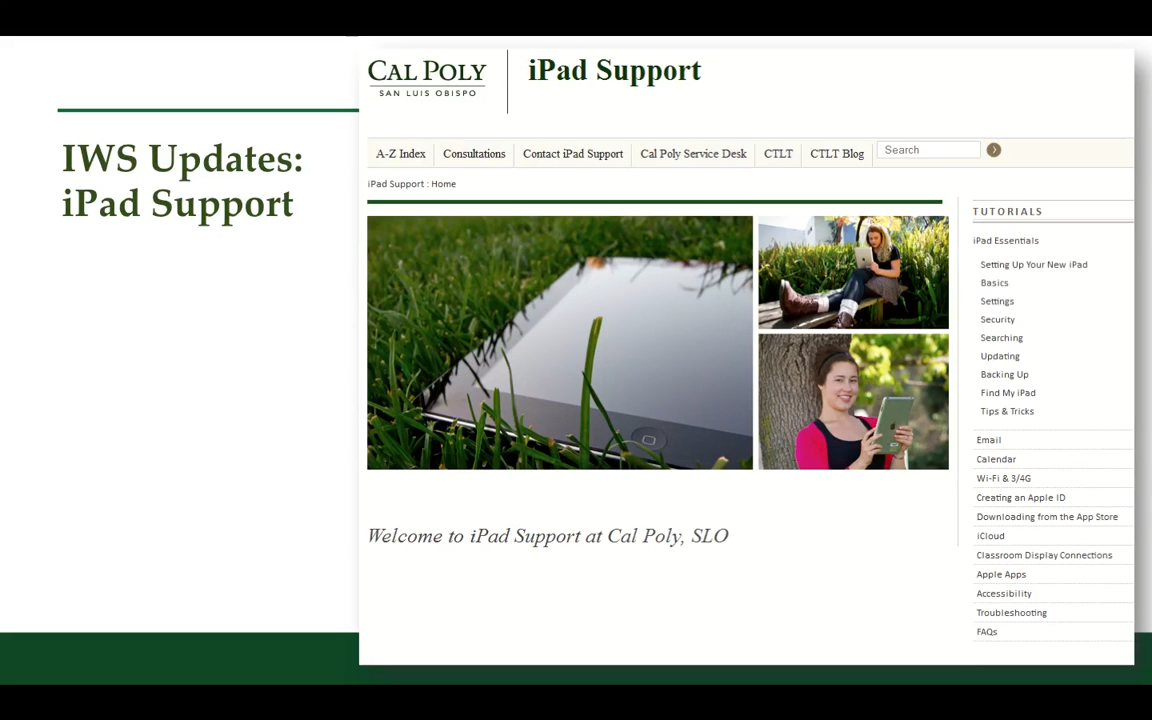 IWS Updates:
iPad Support
CAL POLY
SAN LUIS OBISPO
iPad Support
A-Z Index
Consultations
Contact iPad Support
Cal Poly Service Desk
CTLT
CTLT Blog
Search
iPad Support : Home
Welcome to iPad Support at Cal Poly, SLO
TUTORIALS
iPad Essentials
Setting Up Your New iPad
Basics
Settings
Security
Searching
Updating
Backing Up
Find My iPad
Tips & Tricks
Email
Calendar
Wi-Fi & 3/4G
Creating an Apple ID
Downloading from the App Store
iCloud
Classroom Display Connections
Apple Apps
Accessibility
Troubleshooting
FAQs